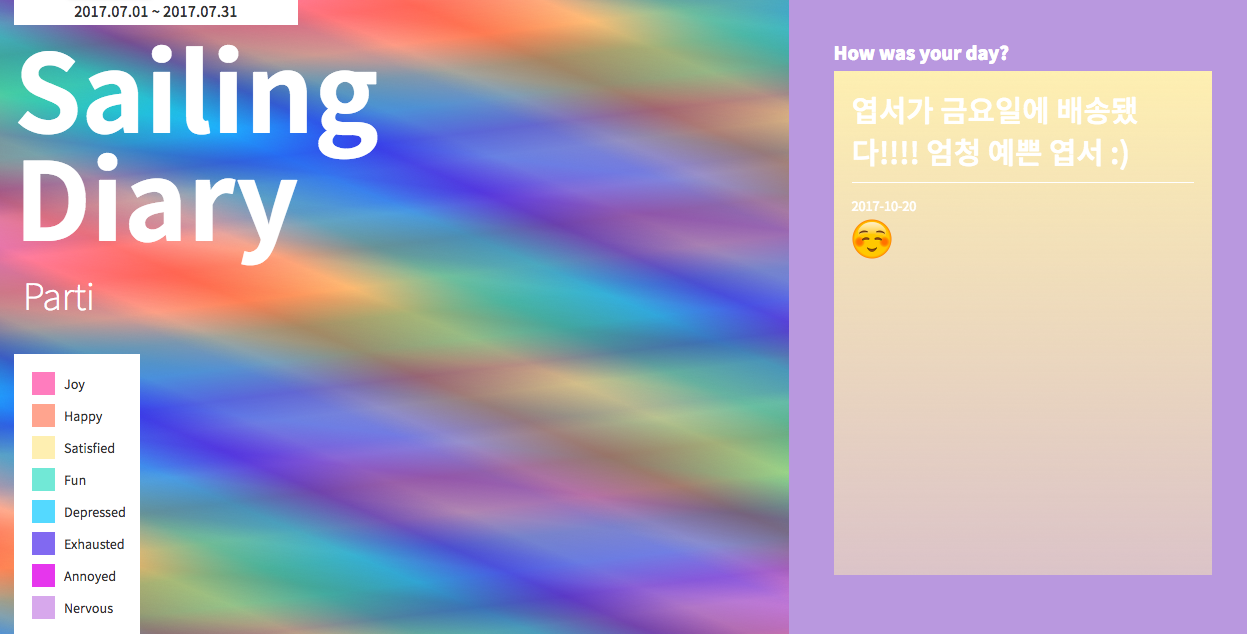 2017.07.01 ~ 2017.07.31
Sailing
Diary
Parti
Joy
Happy
Satisfied
Fun
Depressed
Exhausted
Annoyed
Nervous
How was your day?
엽서가 금요일에 배송됐
다!!!! 엄청 예쁜 엽서 :)
2017-10-20